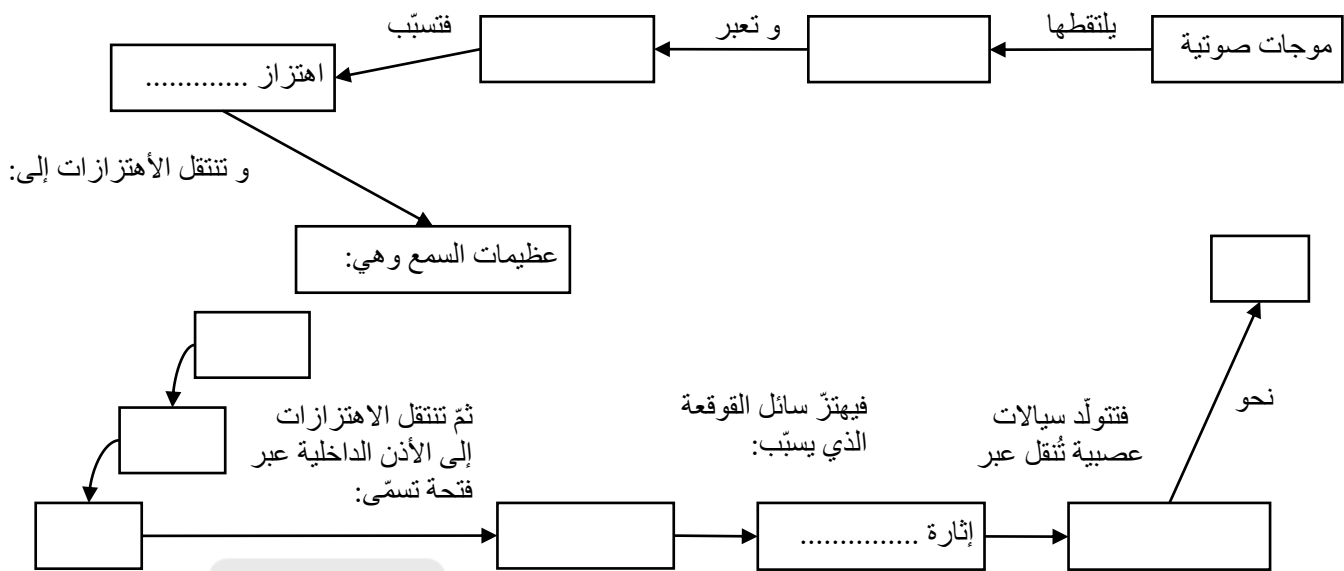 موجات صوتية
يلتقطها
و تعبر
فتسبّب
اهتزاز .............
و تنتقل الأهتزازات إلى:
عظيمات السمع وهي:
ثمّ تنتقل الاهتزازات
إلى الأذن الداخلية عبر
فتحة تسمّى:
فيهتزّ سائل القوقعة
الذي يسبّب:
إثارة ...............
فتتولّد سيالات
عصبية تُنقل عبر
نحو